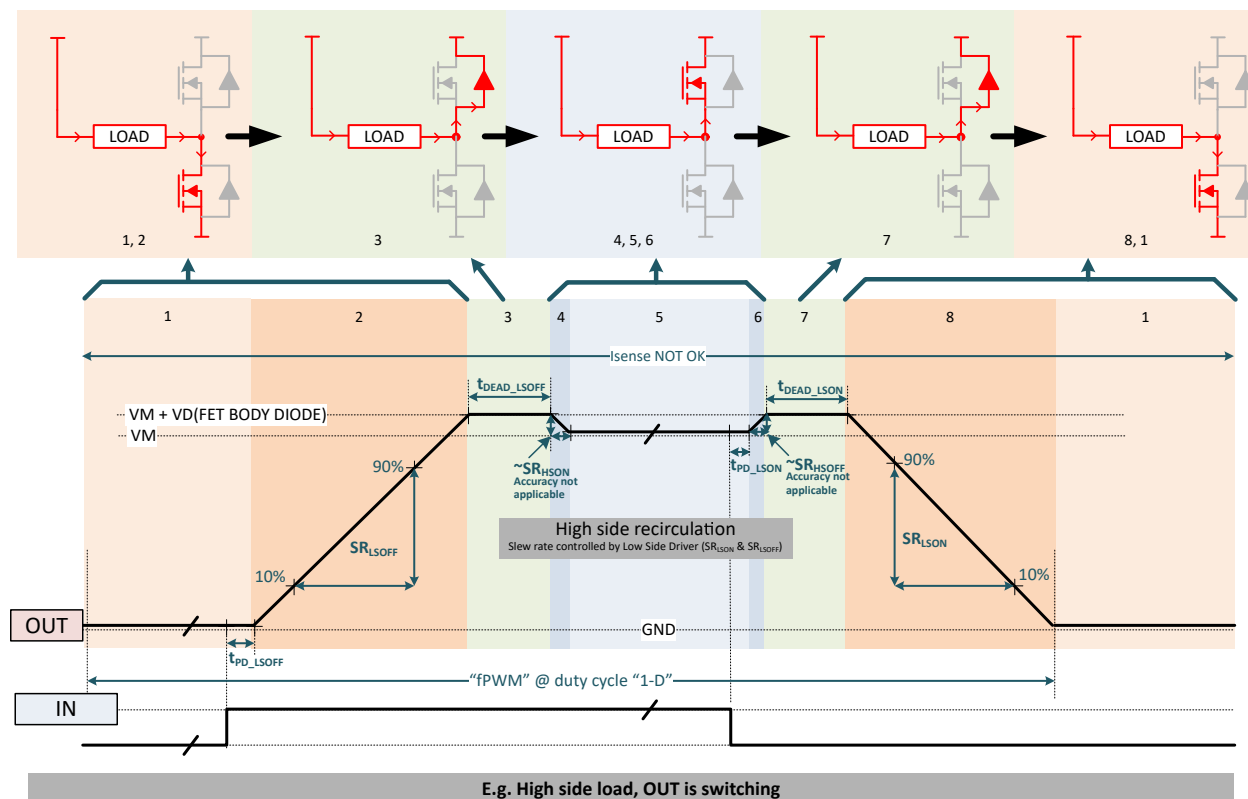 LOAD
LOAD
LOAD
LOAD
LOAD
1, 2
3
4, 5, 6
7
8, 1
1
2
3
4
5
6
7
8
1
Isense NOT OK
tDEAD_LSOFF
tDEAD_LSON
VM + VD(FET BODY DIODE)
VM
90%
~SRHSON
Accuracy not
applicable
tPD_LSON
~SRHSOFF
Accuracy not
applicable
90%
High side recirculation
Slew rate controlled by Low Side Driver (SRLSON & SRLSOFF)
SRLSOFF
SRLSON
10%
10%
OUT
GND
tPD_LSOFF
“fPWM” @ duty cycle “1-D”
IN
E.g. High side load, OUT is switching